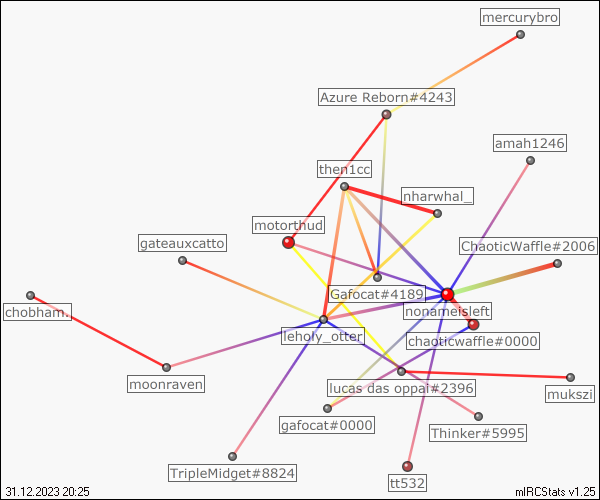 mercurybro
Azure Reborn#4243
amah1246
then1cc
nharwhal_
motorthud
gateauxcatto
ChaoticWaffle#2006
Gafocat#4189
chobham.
nonameisleft
leholy_otter
chaoticwaffle#0000
moonraven
lucas das oppai#2396
mukszi
gafocat#0000
Thinker#5995
TripleMidget#8824
tt532
31.12.2023 20:25
mIRCStats v1.25